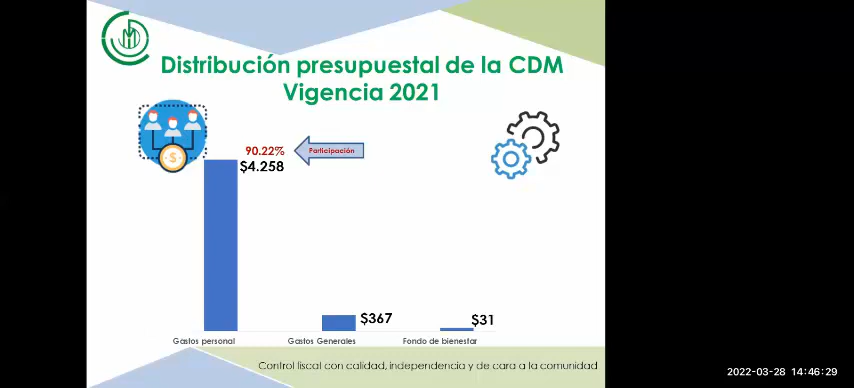 Distribución presupuestal de la CDM
Vigencia 2021
90.22%
Participación
$4.258
$367
$31
Gastos personal
Gastos Generales
Fondo de bienestar
Control fiscal con calidad, independencia y de cara a la comunidad
2022-03-28 14:46:29